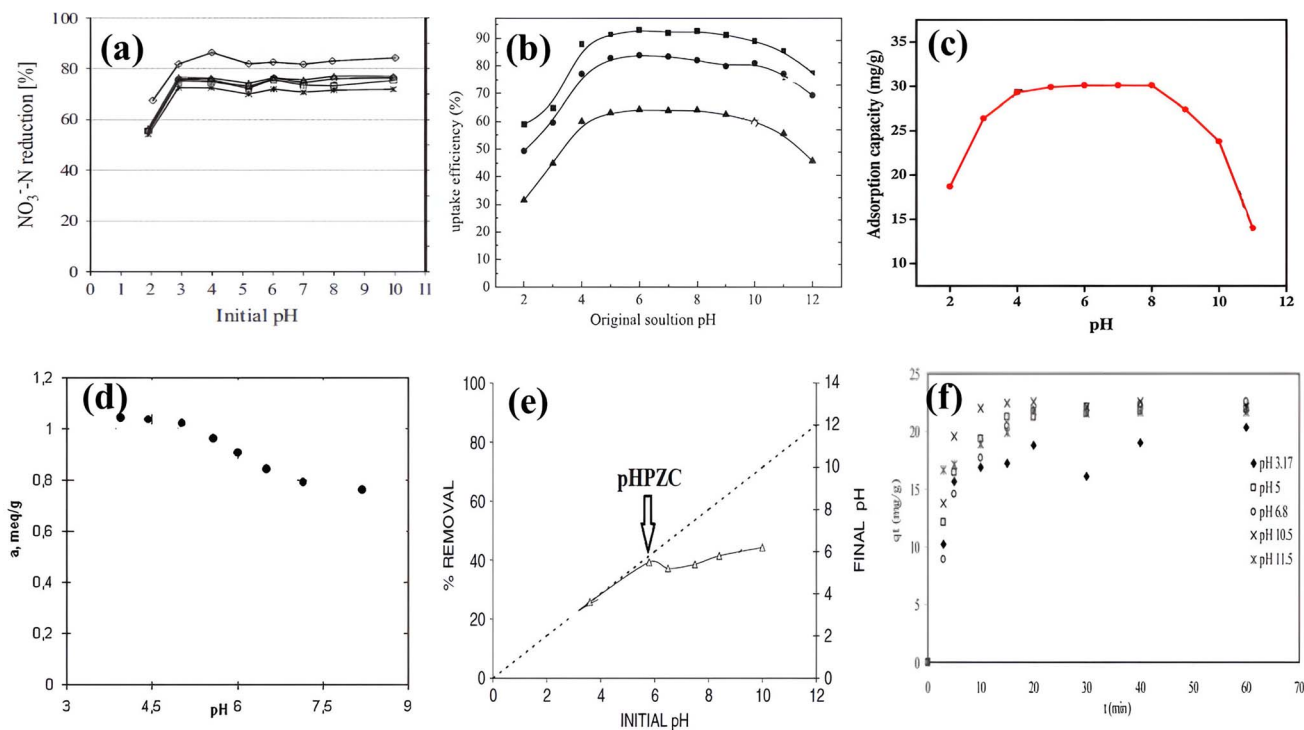 (a)
NO3--N reduction [%]
100
80
60
40
20
0
0 1 2 3 4 5 6 7 8 9 10 11
Initial pH
(b)
uptake efficiency (%)
90
80
70
60
50
40
30
20
10
0
2 4 6 8 10 12
Original soultion pH
(c)
Adsorption capacity (mg/g)
35
30
25
20
15
10
2 4 6 8 10 12
pH
(d)
a, meq/g
1,2
1
0,8
0,6
0,4
0,2
0
3 4,5 6 7,5 9
pH
(e)
% REMOVAL
100
80
60
40
20
0
pHPZC
14
12
10
8
6
4
2
0
FINAL pH
0 2 4 6 8 10 12
INITIAL pH
(f)
qt (mg/g)
25
20
15
10
5
0
pH 3.17
pH 5
pH 6.8
pH 10.5
pH 11.5
0 10 20 30 40 50 60 70
t (min)